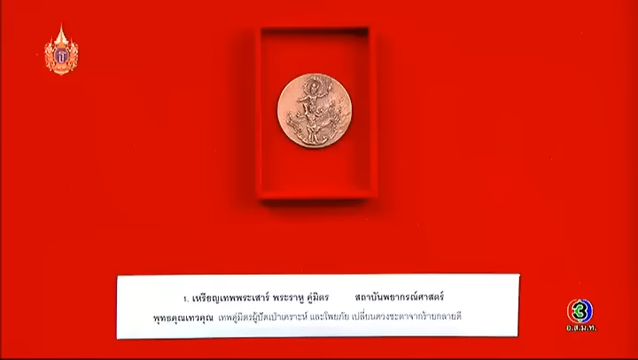 1. เหรียญเทพพระเสาร์ พระราหู คู่มิตร สถาบันพยากรณ์ศาสตร์
พุทธคุณเทวคุณ เทพคู่มิตรผู้ปัดเป่าเคราะห์ และโพยภัย เปลี่ยนดวงชะตาจากร้ายกลายดี
3
อ.ส.ม.ท.